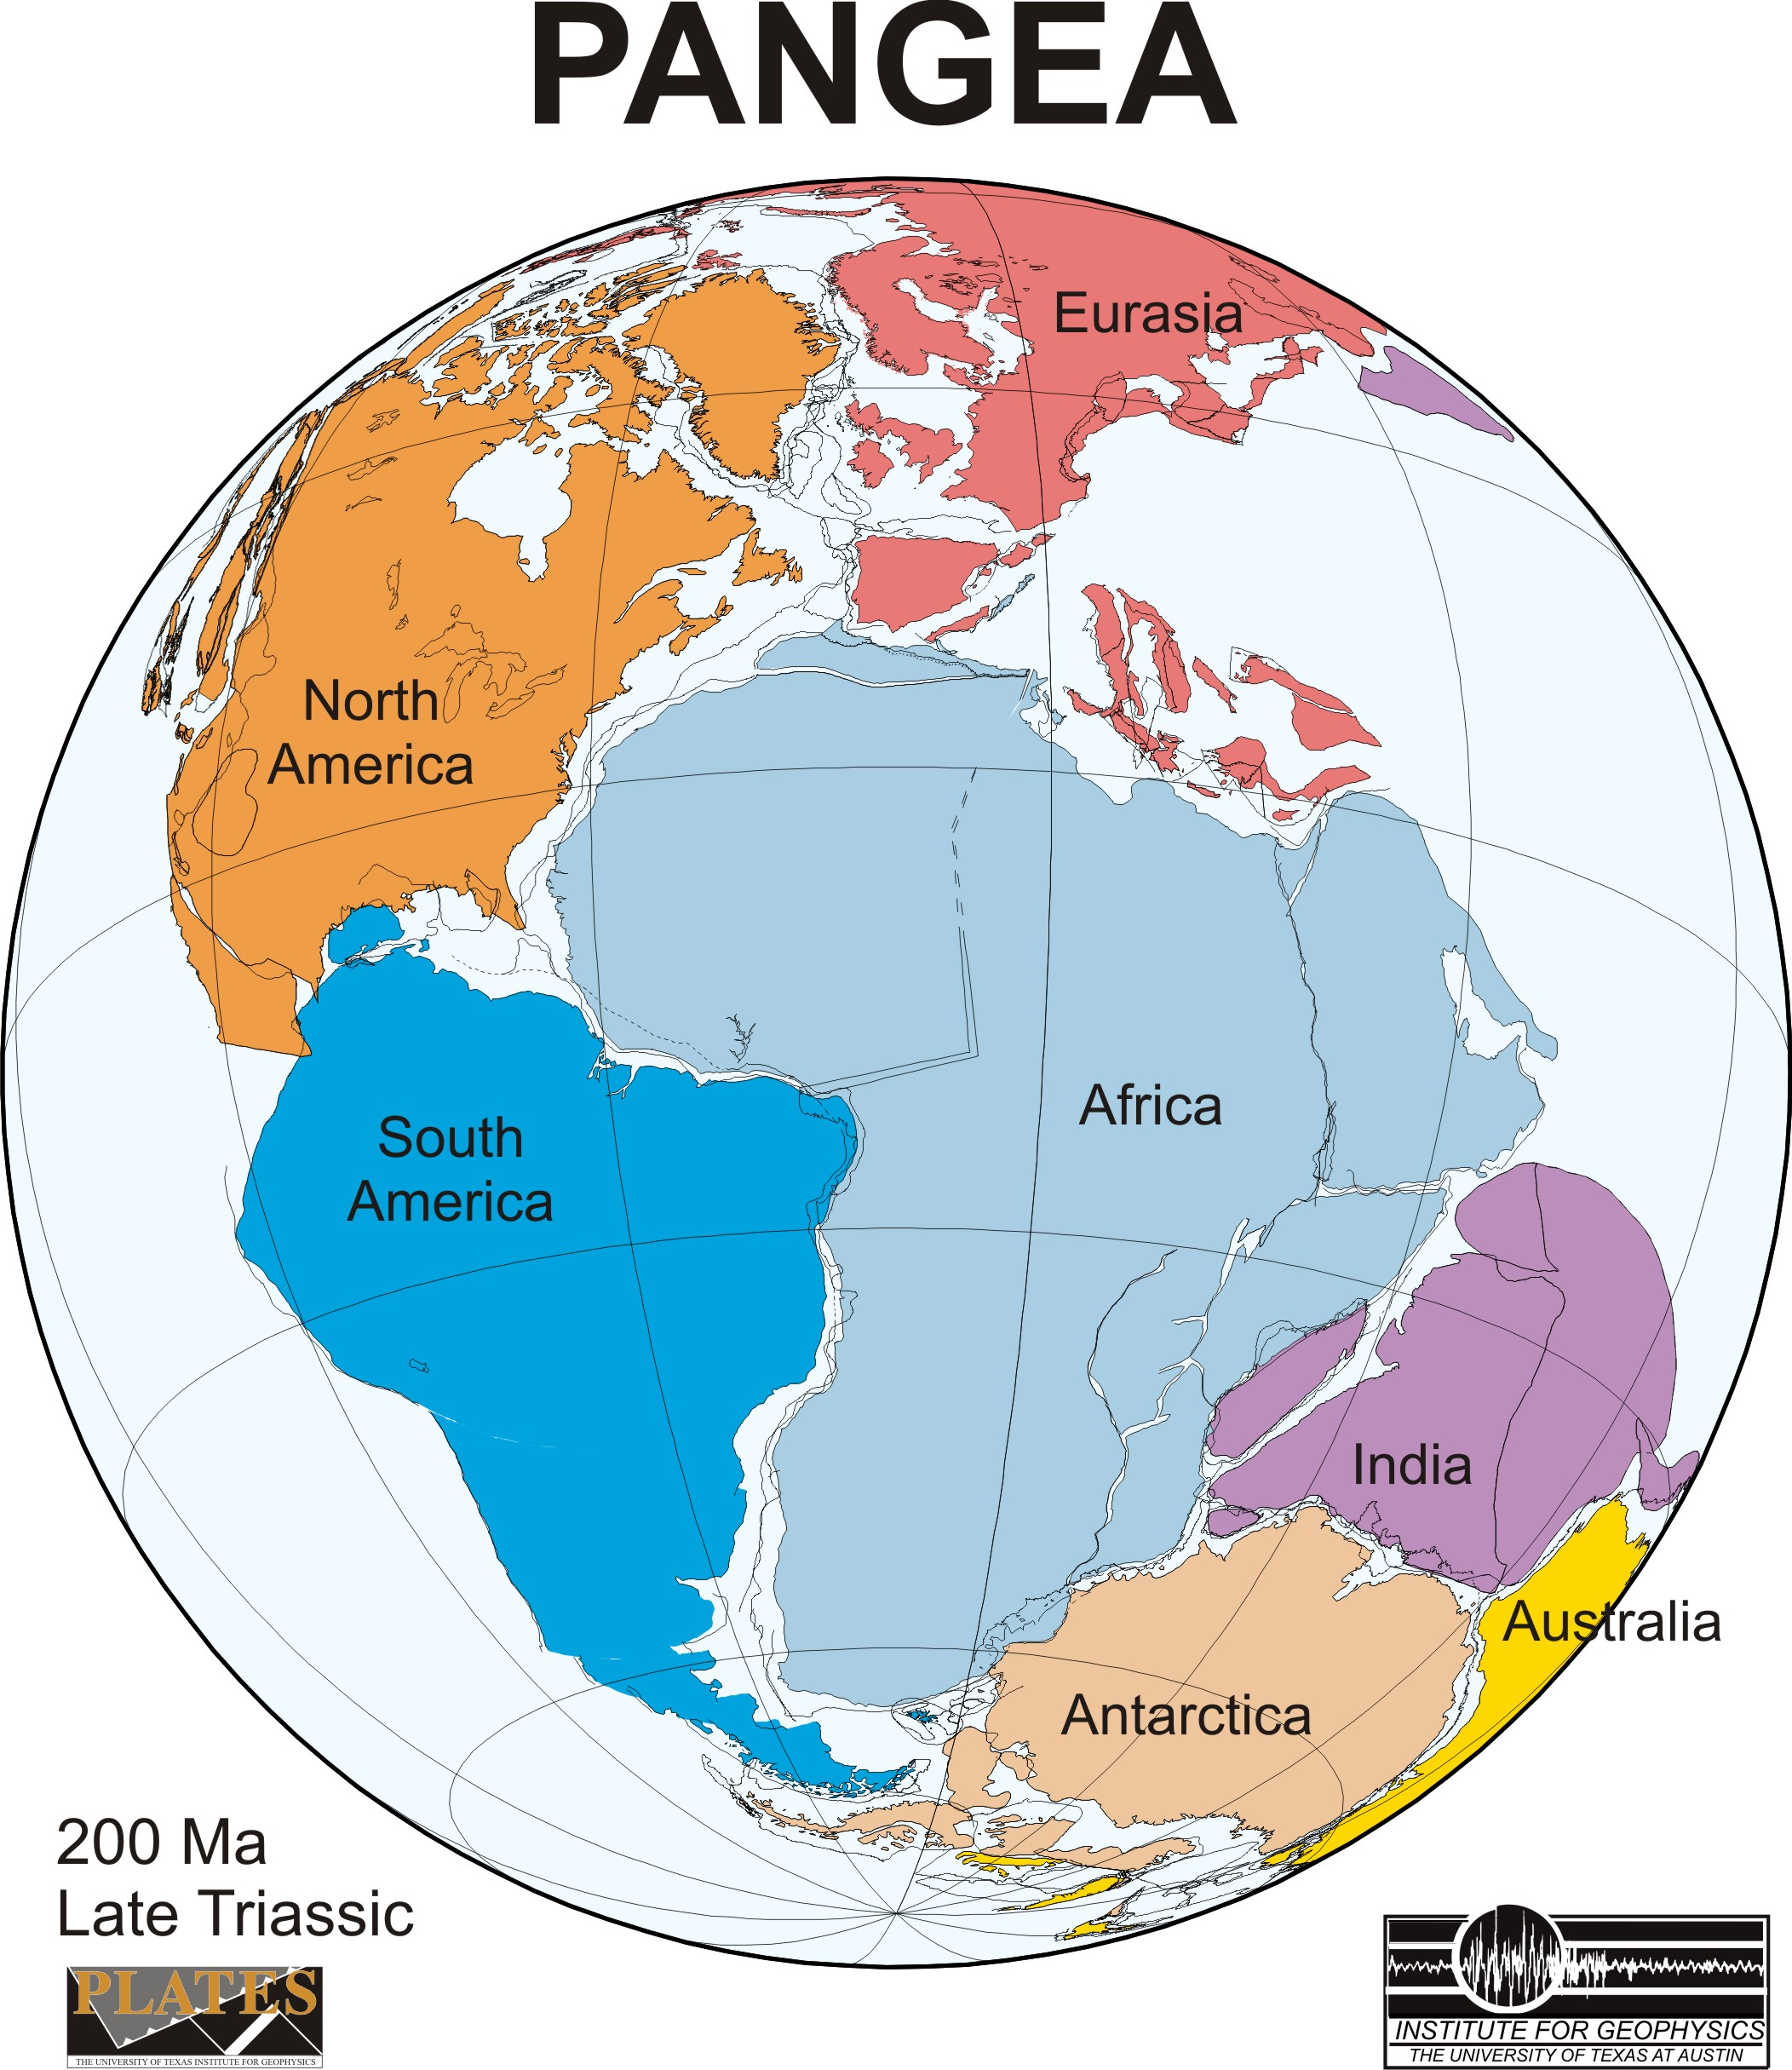 PANGEA
Eurasia
North
America
Africa
South
America
India
Australia
Antarctica
200 Ma
Late Triassic
PLATES
THE UNIVERSITY OF TEXAS INSTITUTE FOR GEOPHYSICS
INSTITUTE FOR GEOPHYSICS
THE UNIVERSITY OF TEXAS AT AUSTIN